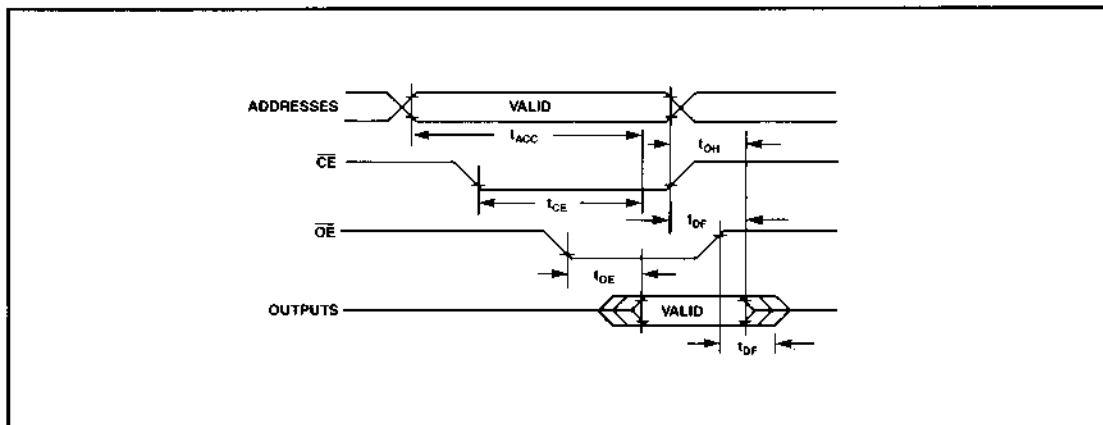 ADDRESSES
VALID
tACC
tOH
CE
tCE
tDF
OE
tOE
OUTPUTS
VALID
tDF